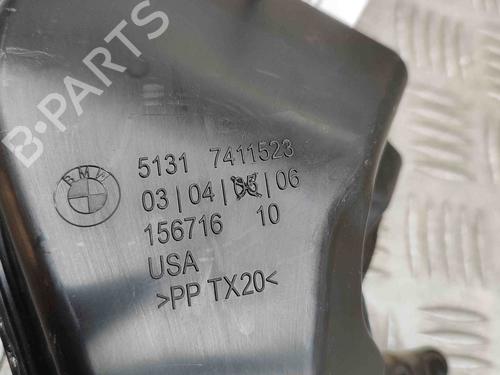 B-PARTS
BMW
5131 7411523
03|04|05|06
156716 10
USA
>PP TX20<